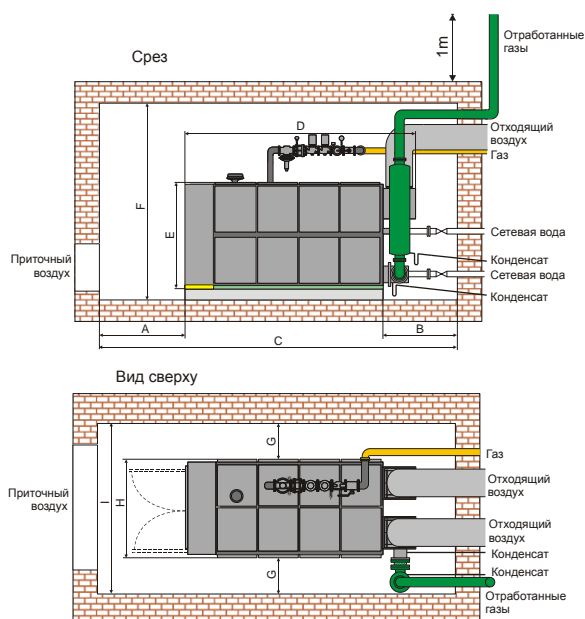 Срез
1m
Отработанные
газы
D
Отходящий
воздух
Газ
F
E
Сетевая вода
Приточный
воздух
Конденсат
Сетевая вода
Конденсат
A
B
C
Вид сверху
G
Газ
Приточный
воздух
I
H
Отходящий
воздух
Отходящий
воздух
Конденсат
G
Конденсат
Отработанные
газы